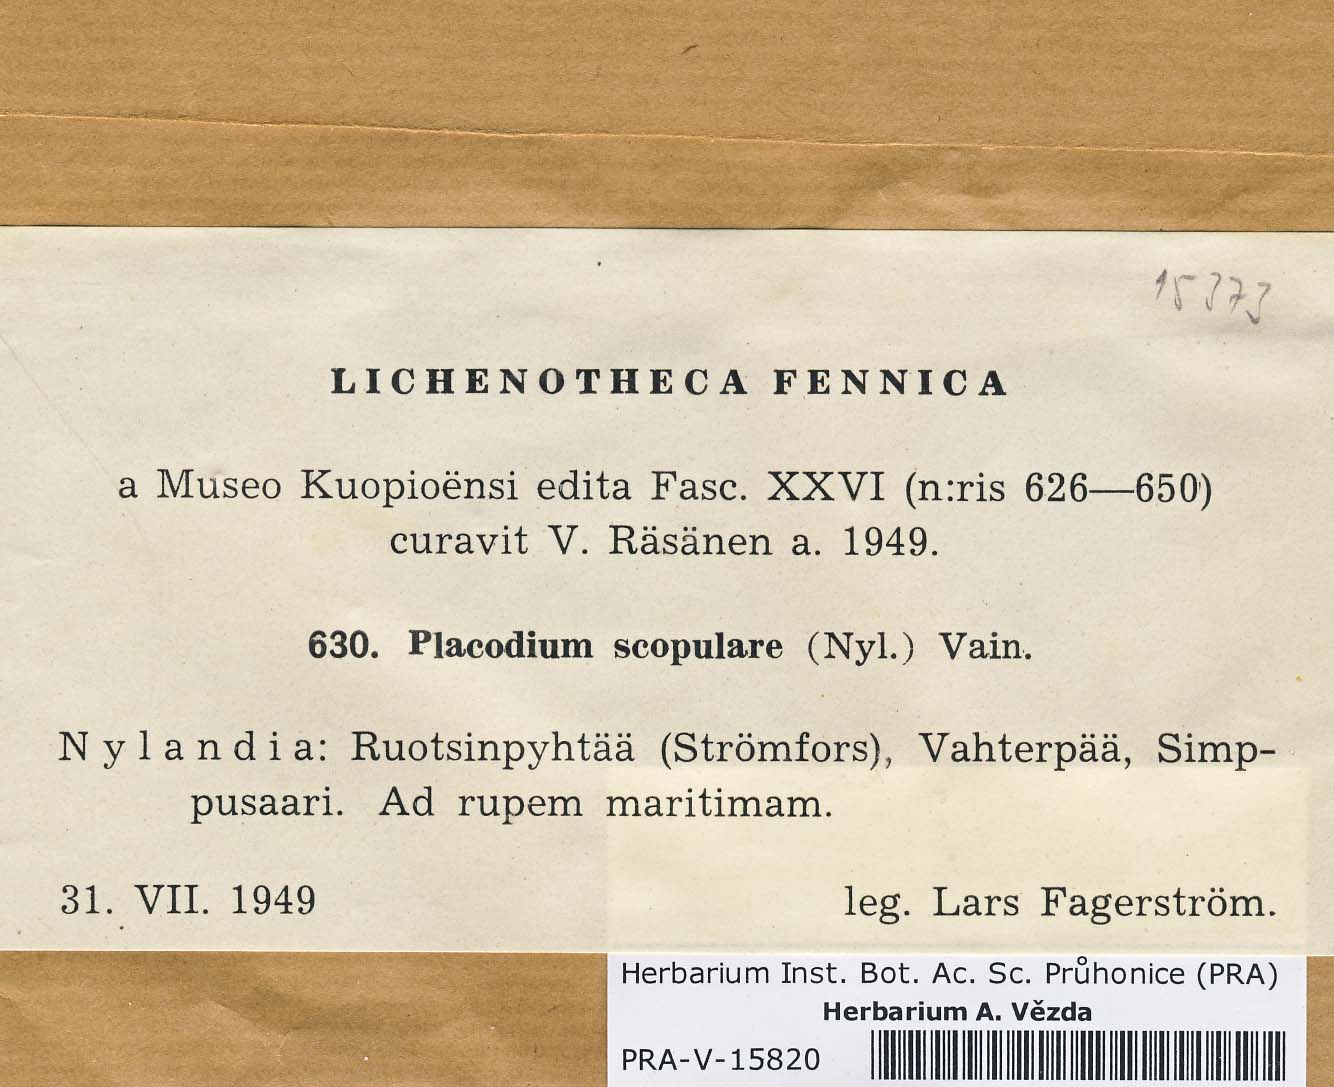 15373
LICHENOTHECA FENNICA
a Museo Kuopioënsi edita Fasc. XXVI (n:ris 626—650)
curavit V. Räsänen a. 1949.
630. Placodium scopulare (Nyl.) Vain.
Nylandia: Ruotsinpyhtää (Strömfors), Vahterpää, Simp-
pusaari. Ad rupem maritimam.
31. VII. 1949 leg. Lars Fagerström.
Herbarium Inst. Bot. Ac. Sc. Průhonice (PRA)
Herbarium A. Vězda
PRA-V-15820